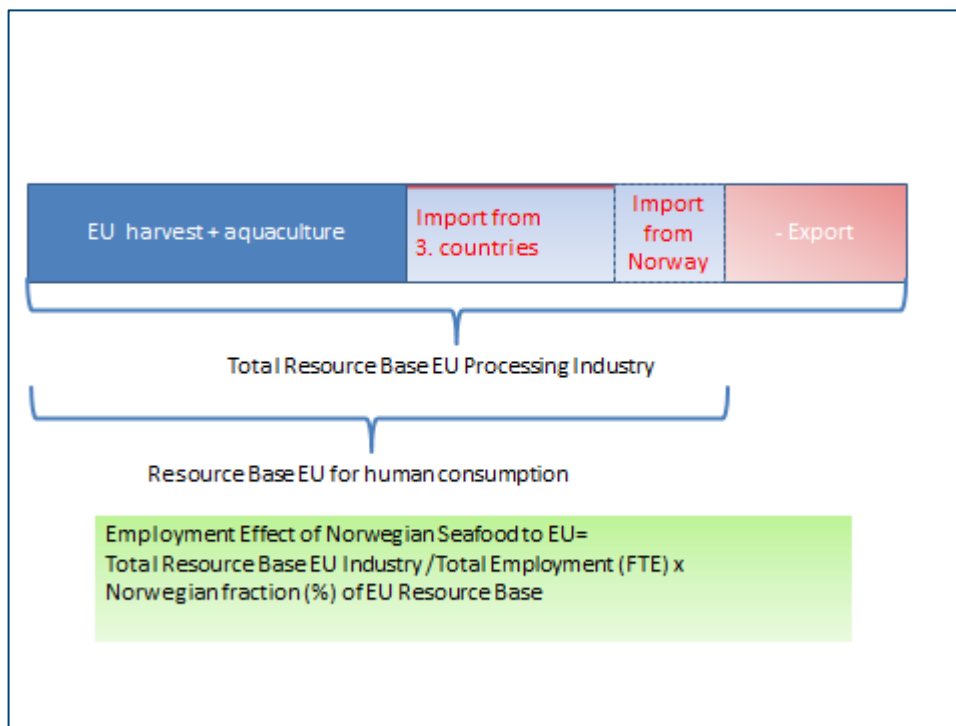 EU harvest + aquaculture
Import from
3. countries
Import
from
Norway
- Export
Total Resource Base EU Processing Industry
Resource Base EU for human consumption
Employment Effect of Norwegian Seafood to EU=
Total Resource Base EU Industry /Total Employment (FTE) x
Norwegian fraction (%) of EU Resource Base